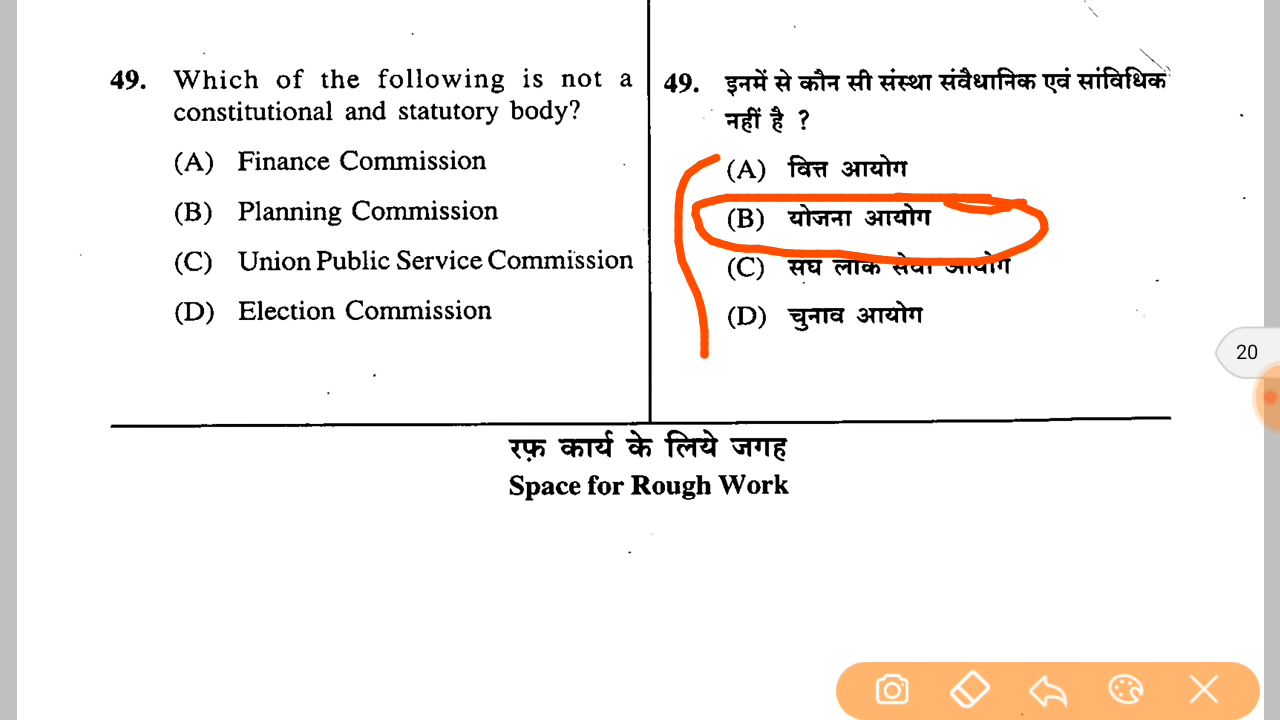 49. Which of the following is not a
constitutional and statutory body?
(A) Finance Commission
(B) Planning Commission
(C) Union Public Service Commission
(D) Election Commission
49. इनमें से कौन सी संस्था संवैधानिक एवं सांविधिक
नहीं है ?
(A) वित्त आयोग
(B) योजना आयोग
(C) संघ लोक सेवा आयोग
(D) चुनाव आयोग
20
रफ़ कार्य के लिये जगह
Space for Rough Work